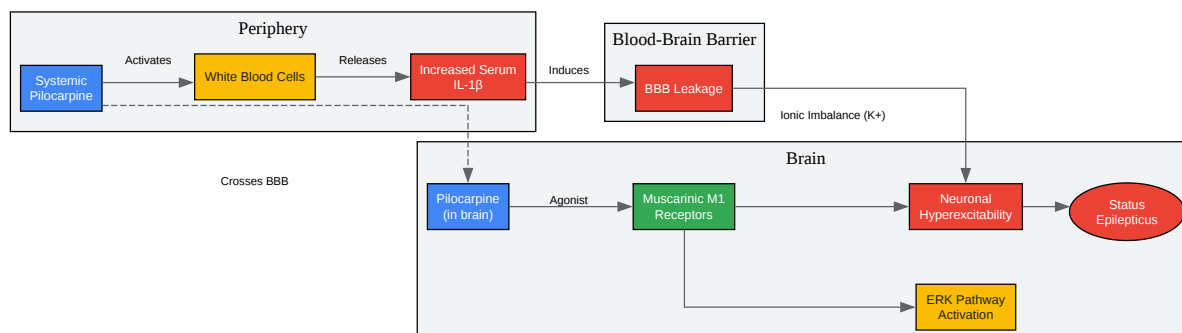 Periphery
Blood-Brain Barrier
Activates
Releases
Systemic
Pilocarpine
White Blood Cells
Increased Serum
IL-1β
Induces
BBB Leakage
Ionic Imbalance (K+)
Brain
Crosses BBB
Pilocarpine
(in brain)
Agonist
Muscarinic M1
Receptors
Neuronal
Hyperexcitability
Status
Epilepticus
ERK Pathway
Activation